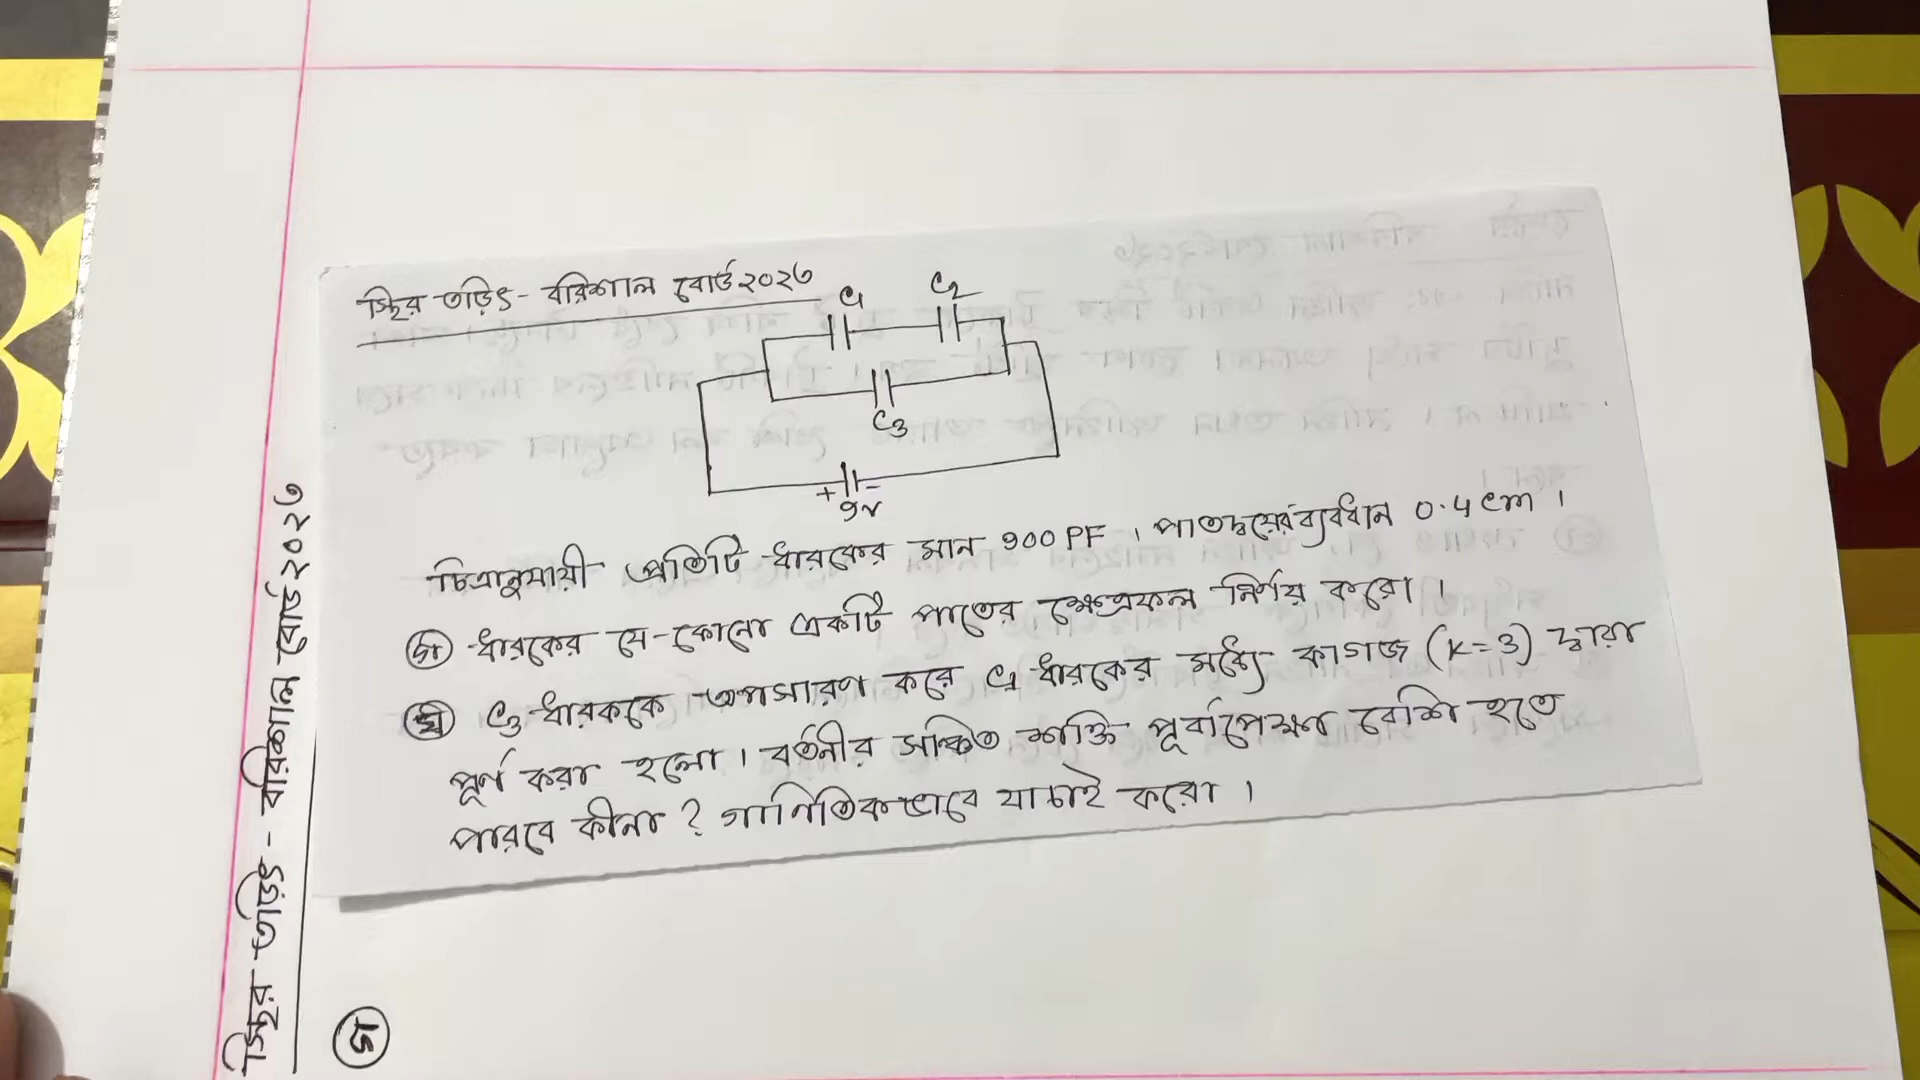 স্থির তড়িৎ - বরিশাল বোর্ড ২০২৩
C1 C2
C3
+ -
9v
চিত্রানুযায়ী প্রতিটি ধারকের মান 900 PF । পাতদ্বয়ের ব্যবধান 0.4 cm ।
গ ধারকের যে-কোনো একটি পাতের ক্ষেত্রফল নির্ণয় করো ।
ঘ C3 ধারককে অপসারণ করে C1 ধারকের মধ্যে কাগজ (K=3) দ্বারা
পূর্ণ করা হলো । বর্তনীর সঞ্চিত শক্তি পূর্বাপেক্ষা বেশি হতে
পারবে কীনা ? গাণিতিকভাবে যাচাই করো ।
স্থির তড়িৎ - বরিশাল বোর্ড ২০২৩
গ